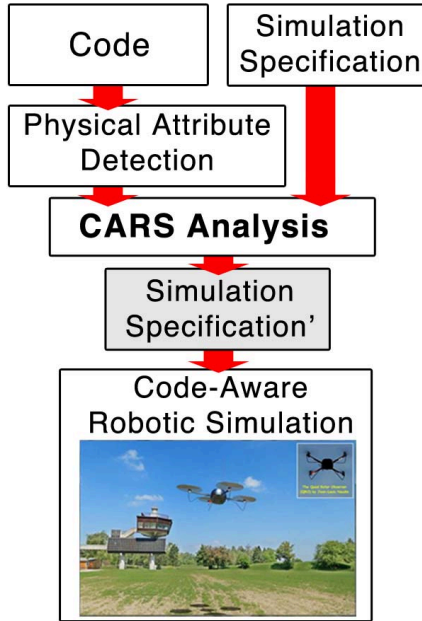 Code
Simulation
Specification
Physical Attribute
Detection
CARS Analysis
Simulation
Specification’
Code-Aware
Robotic Simulation